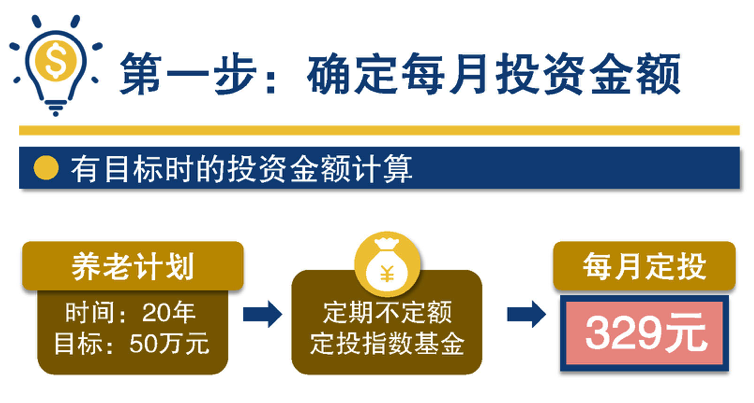 $
第一步：确定每月投资金额
有目标时的投资金额计算
养老计划
时间：20年
目标：50万元
¥
定期不定额
定投指数基金
每月定投
329元